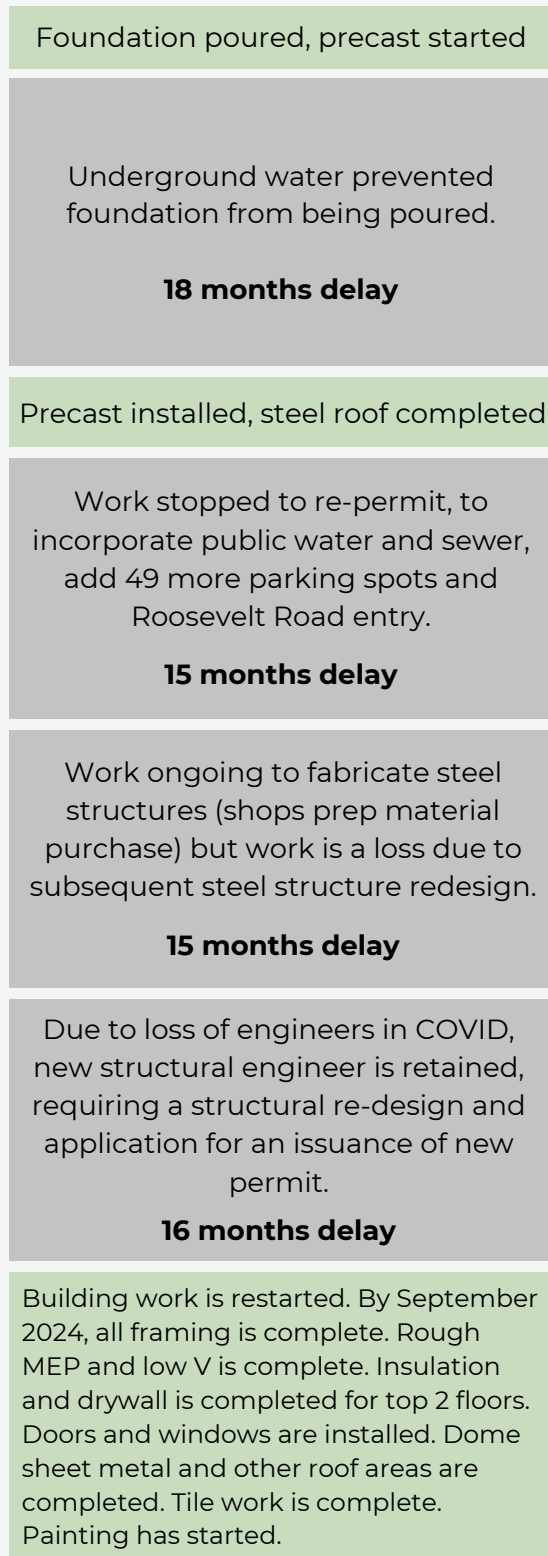 Foundation poured, precast started
Underground water prevented
foundation from being poured.
18 months delay
Precast installed, steel roof completed
Work stopped to re-permit, to
incorporate public water and sewer,
add 49 more parking spots and
Roosevelt Road entry.
15 months delay
Work ongoing to fabricate steel
structures (shops prep material
purchase) but work is a loss due to
subsequent steel structure redesign.
15 months delay
Due to loss of engineers in COVID,
new structural engineer is retained,
requiring a structural re-design and
application for an issuance of new
permit.
16 months delay
Building work is restarted. By September
2024, all framing is complete. Rough
MEP and low V is complete. Insulation
and drywall is completed for top 2 floors.
Doors and windows are installed. Dome
sheet metal and other roof areas are
completed. Tile work is complete.
Painting has started.